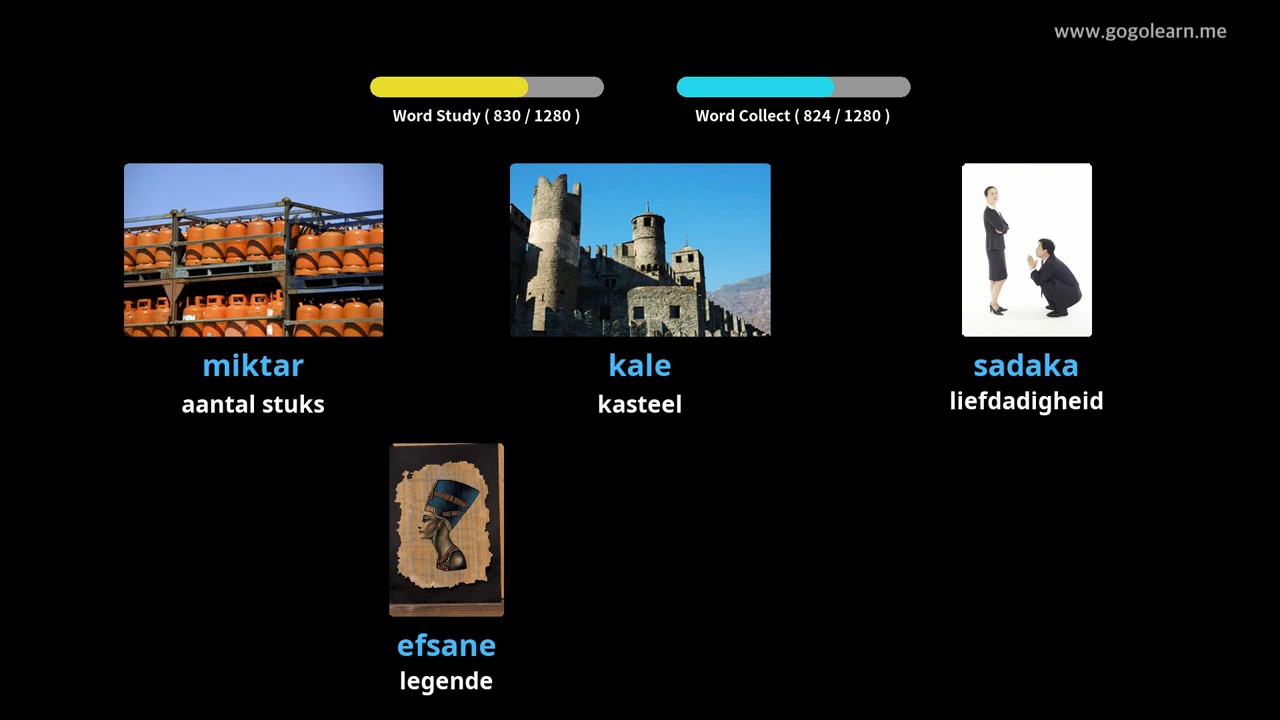 www.gogolearn.me
Word Study ( 830 / 1280 )
Word Collect ( 824 / 1280 )
miktar
kale
sadaka
aantal stuks
kasteel
liefdadigheid
efsane
legende